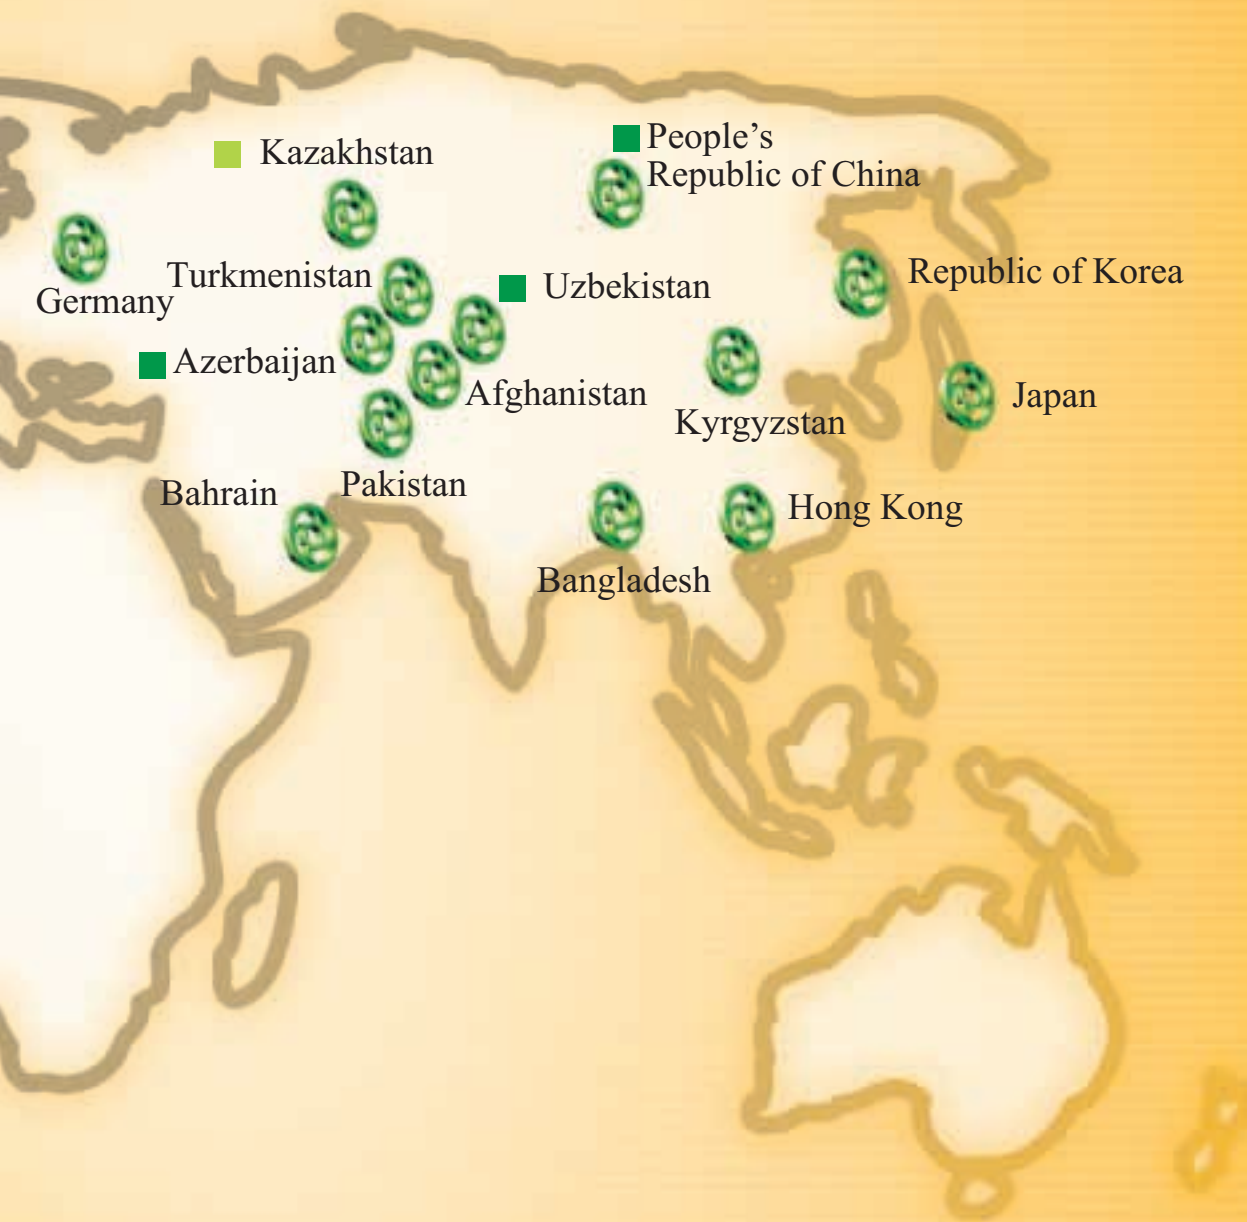 People’s
Kazakhstan
Republic of China
Republic of Korea
Turkmenistan
Uzbekistan
Germany
Azerbaijan
Afghanistan
Japan
Kyrgyzstan
Pakistan
Bahrain
Hong Kong
Bangladesh